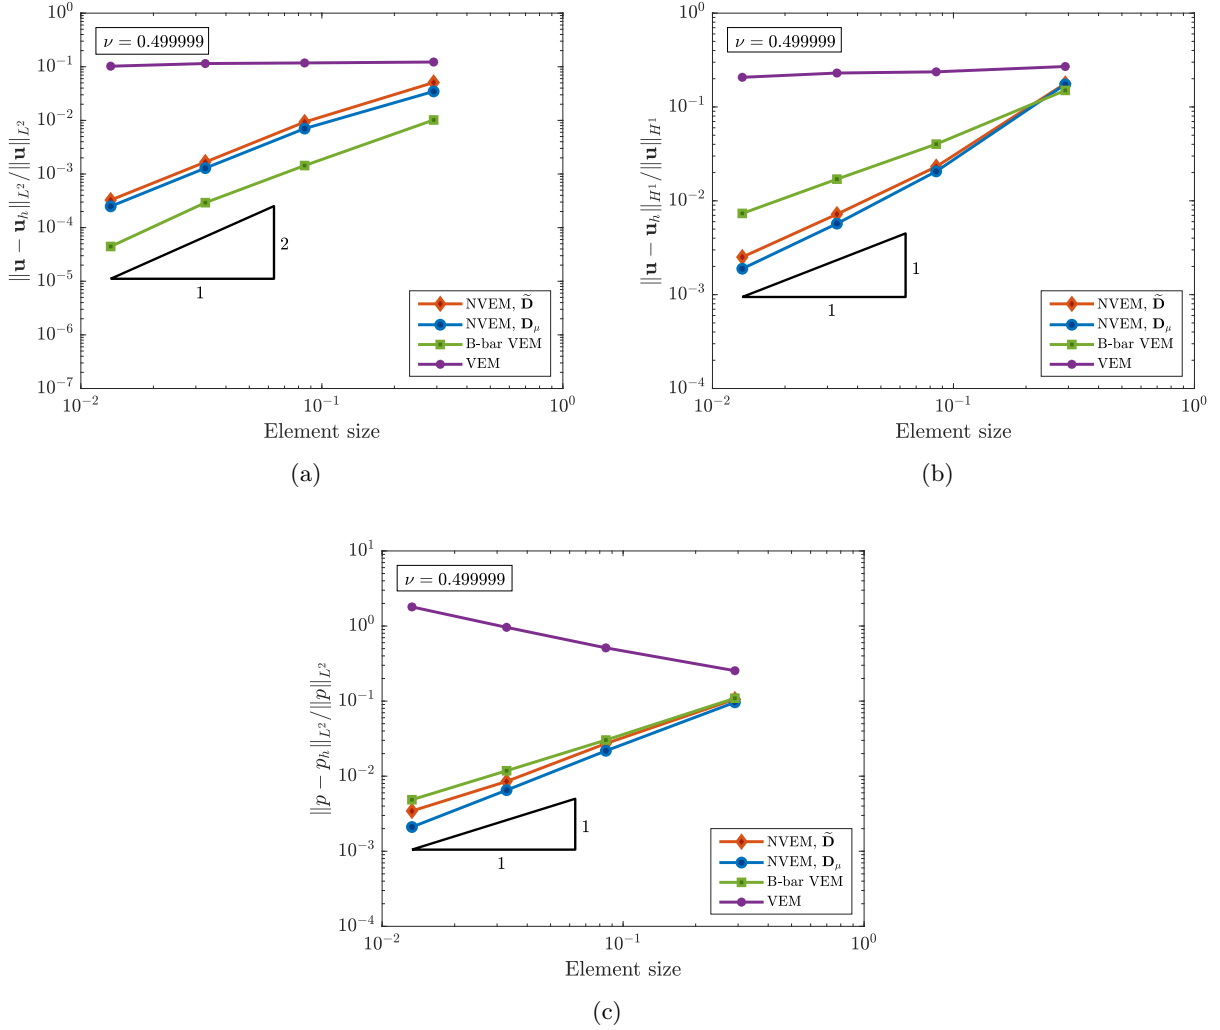 10^0
10^{-1}
10^{-2}
10^{-3}
10^{-4}
10^{-5}
10^{-6}
10^{-7}
‖𝐮 − 𝐮_h‖_{L^2}/‖𝐮‖_{L^2}
ν = 0.499999
2
1
NVEM, D̃
NVEM, D_μ
B-bar VEM
VEM
10^{-2} 10^{-1} 10^0
Element size
(a)
10^0
10^{-1}
10^{-2}
10^{-3}
10^{-4}
‖𝐮 − 𝐮_h‖_{H^1}/‖𝐮‖_{H^1}
ν = 0.499999
1
1
NVEM, D̃
NVEM, D_μ
B-bar VEM
VEM
10^{-2} 10^{-1} 10^0
Element size
(b)
10^1
10^0
10^{-1}
10^{-2}
10^{-3}
10^{-4}
‖p − p_h‖_{L^2}/‖p‖_{L^2}
ν = 0.499999
1
1
NVEM, D̃
NVEM, D_μ
B-bar VEM
VEM
10^{-2} 10^{-1} 10^0
Element size
(c)